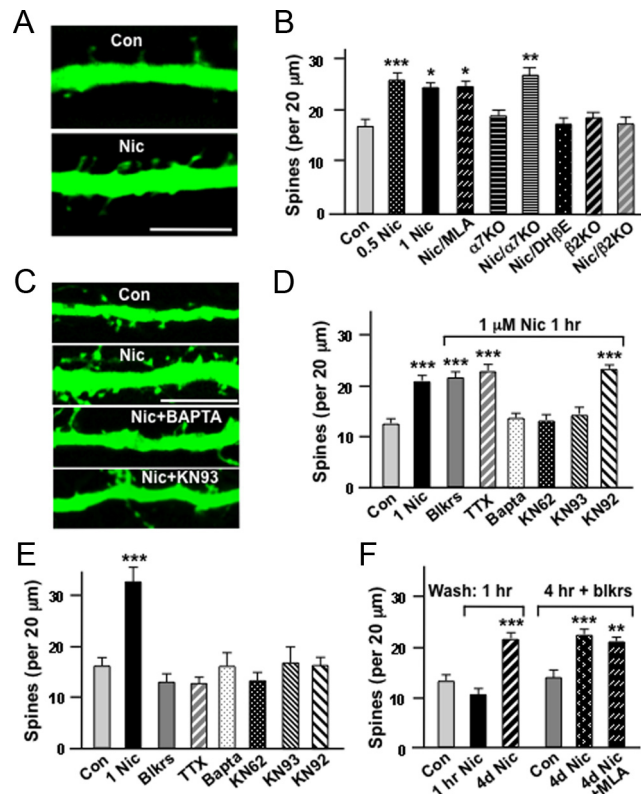 A
Con
Nic
B
Spines (per 20 μm)
30
20
10
0
***
*
*
**
Con
0.5 Nic
1 Nic
Nic/MLA
α7KO
Nic/α7KO
Nic/DHβE
β2KO
Nic/β2KO
C
Con
Nic
Nic+BAPTA
Nic+KN93
D
Spines (per 20 μm)
30
20
10
0
1 μM Nic 1 hr
***
***
***
***
Con
1 Nic
Blkrs
TTX
Bapta
KN62
KN93
KN92
E
Spines (per 20 μm)
30
20
10
0
***
Con
1 Nic
Blkrs
TTX
Bapta
KN62
KN93
KN92
F
Spines (per 20 μm)
30
20
10
0
Wash: 1 hr
4 hr + blkrs
***
***
**
Con
1 hr Nic
4d Nic
Con
4d Nic
4d Nic
+MLA